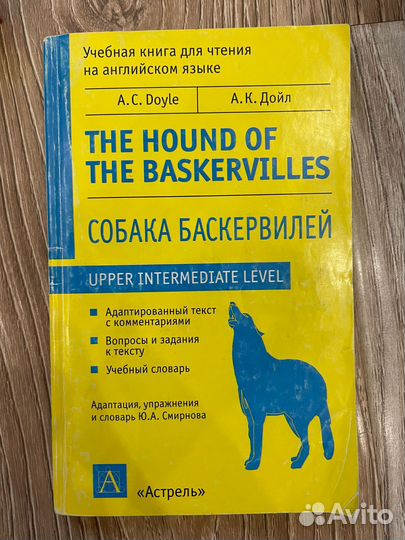 Учебная книга для чтения
на английском языке
A.C. Doyle
А.К. Дойл
THE HOUND OF
THE BASKERVILLES
СОБАКА БАСКЕРВИЛЕЙ
UPPER INTERMEDIATE LEVEL
Адаптированный текст
с комментариями
Вопросы и задания
к тексту
Учебный словарь
Адаптация, упражнения
и словарь Ю.А. Смирнова
А
«Астрель»
Avito